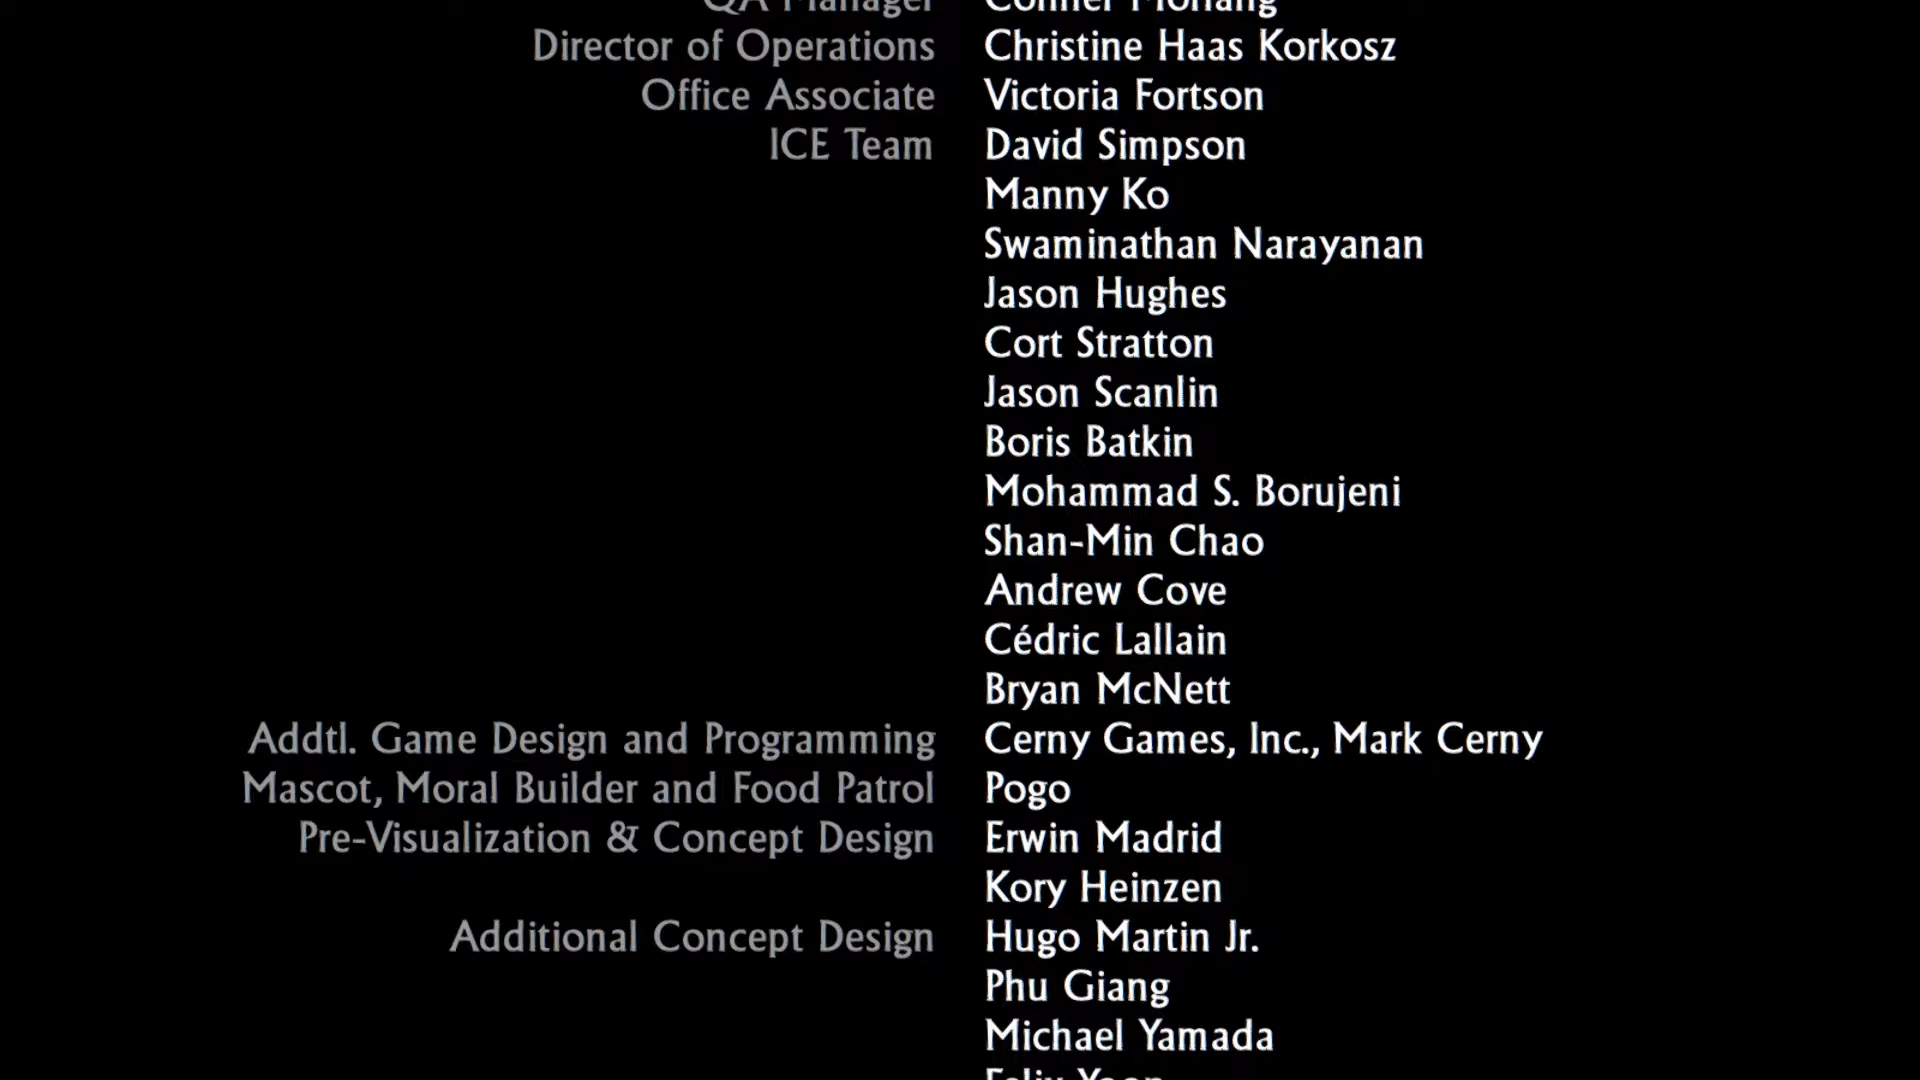 QA Manager Conner Morlang
Director of Operations Christine Haas Korkosz
Office Associate Victoria Fortson
ICE Team David Simpson
Manny Ko
Swaminathan Narayanan
Jason Hughes
Cort Stratton
Jason Scanlin
Boris Batkin
Mohammad S. Borujeni
Shan-Min Chao
Andrew Cove
Cédric Lallain
Bryan McNett
Addtl. Game Design and Programming Cerny Games, Inc., Mark Cerny
Mascot, Moral Builder and Food Patrol Pogo
Pre-Visualization & Concept Design Erwin Madrid
Kory Heinzen
Additional Concept Design Hugo Martin Jr.
Phu Giang
Michael Yamada
Felix Yoon